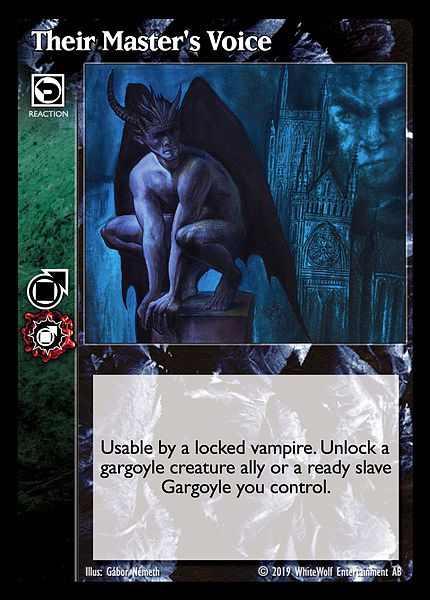 Their Master's Voice
REACTION
Usable by a locked vampire. Unlock a
gargoyle creature ally or a ready slave
Gargoyle you control.
Illus: Gábor Németh
© 2019 WhiteWolf Entertainment AB